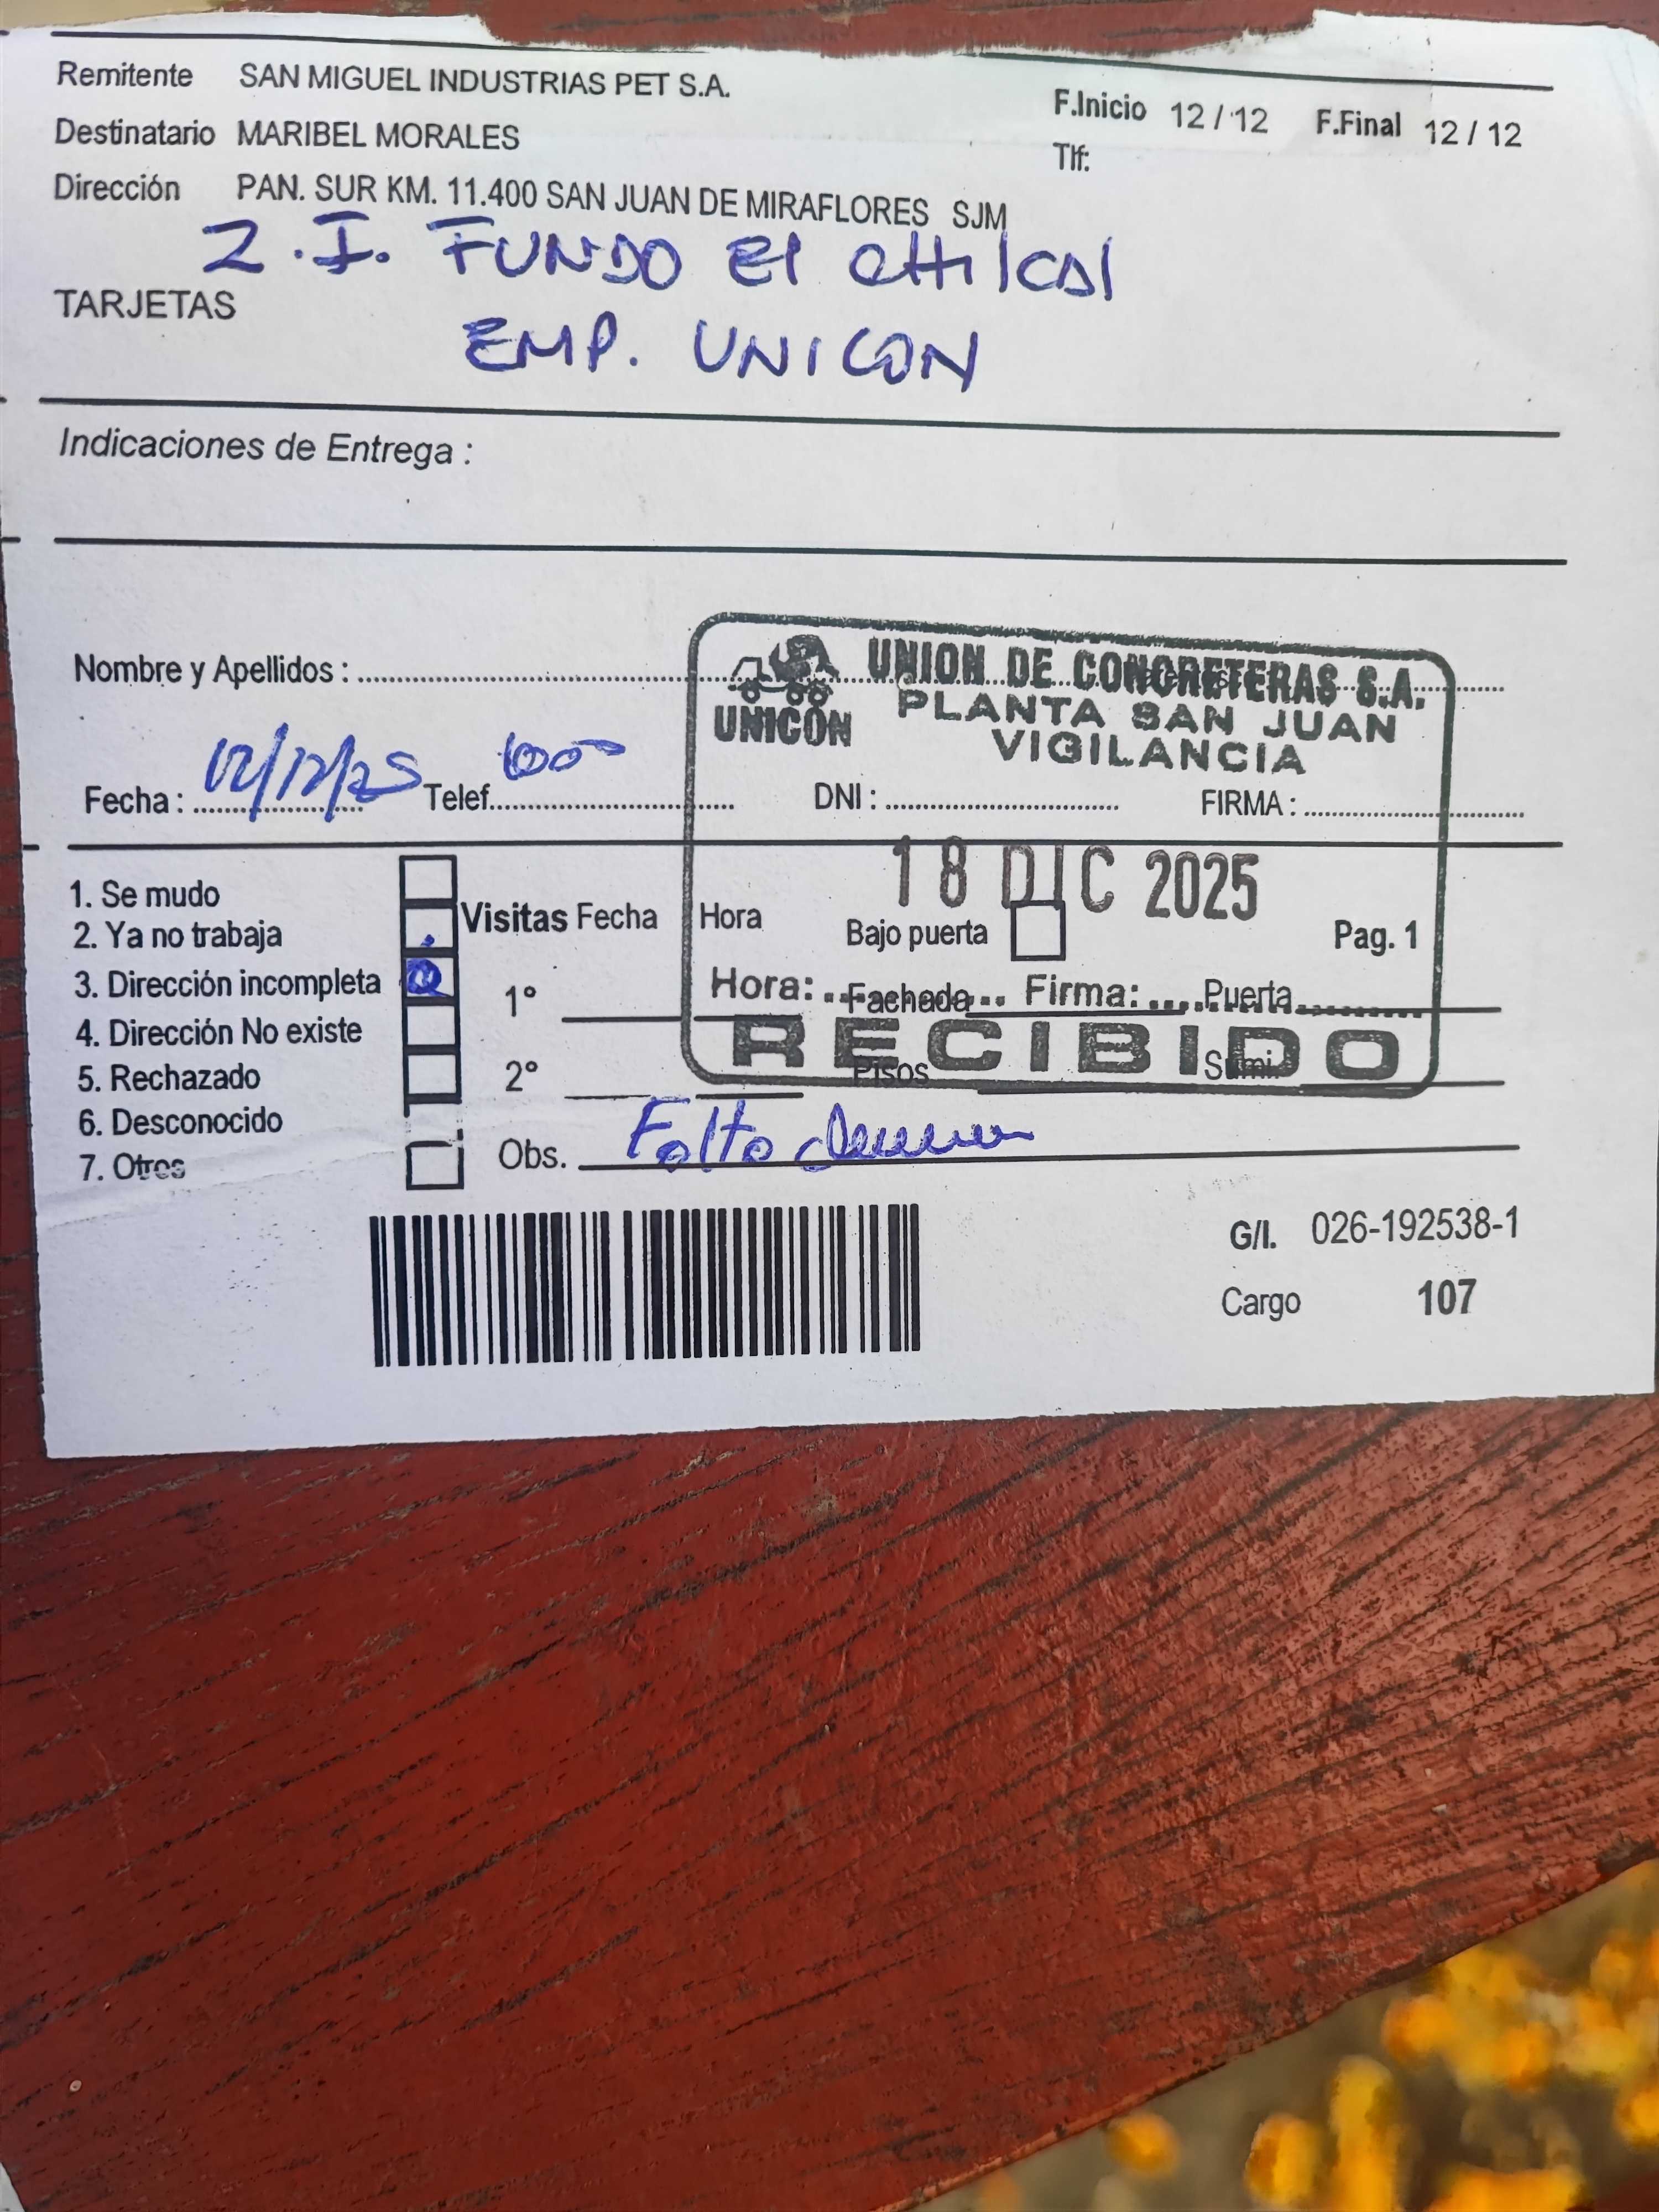 Remitente SAN MIGUEL INDUSTRIAS PET S.A.
F.Inicio 12 / 12 F.Final 12 / 12
Destinatario MARIBEL MORALES
Tlf:
Dirección PAN. SUR KM. 11.400 SAN JUAN DE MIRAFLORES SJM
Z.I. FUNDO El CHilCAl
TARJETAS
EMP. UNICON
Indicaciones de Entrega :
Nombre y Apellidos :
UNION DE CONCRETERAS S.A.
UNICON
PLANTA SAN JUAN
VIGILANCIA
Fecha : 12/12/25 Telef. DNI : FIRMA :
18 DIC 2025
1. Se mudo
2. Ya no trabaja
Visitas Fecha Hora Bajo puerta Pag. 1
3. Dirección incompleta
1° Fachada Puerta
Hora: Firma:
4. Dirección No existe
RECIBIDO
5. Rechazado
2° Pisos Sumi.
6. Desconocido
7. Otros
Obs. Falto
G/I. 026-192538-1
Cargo 107